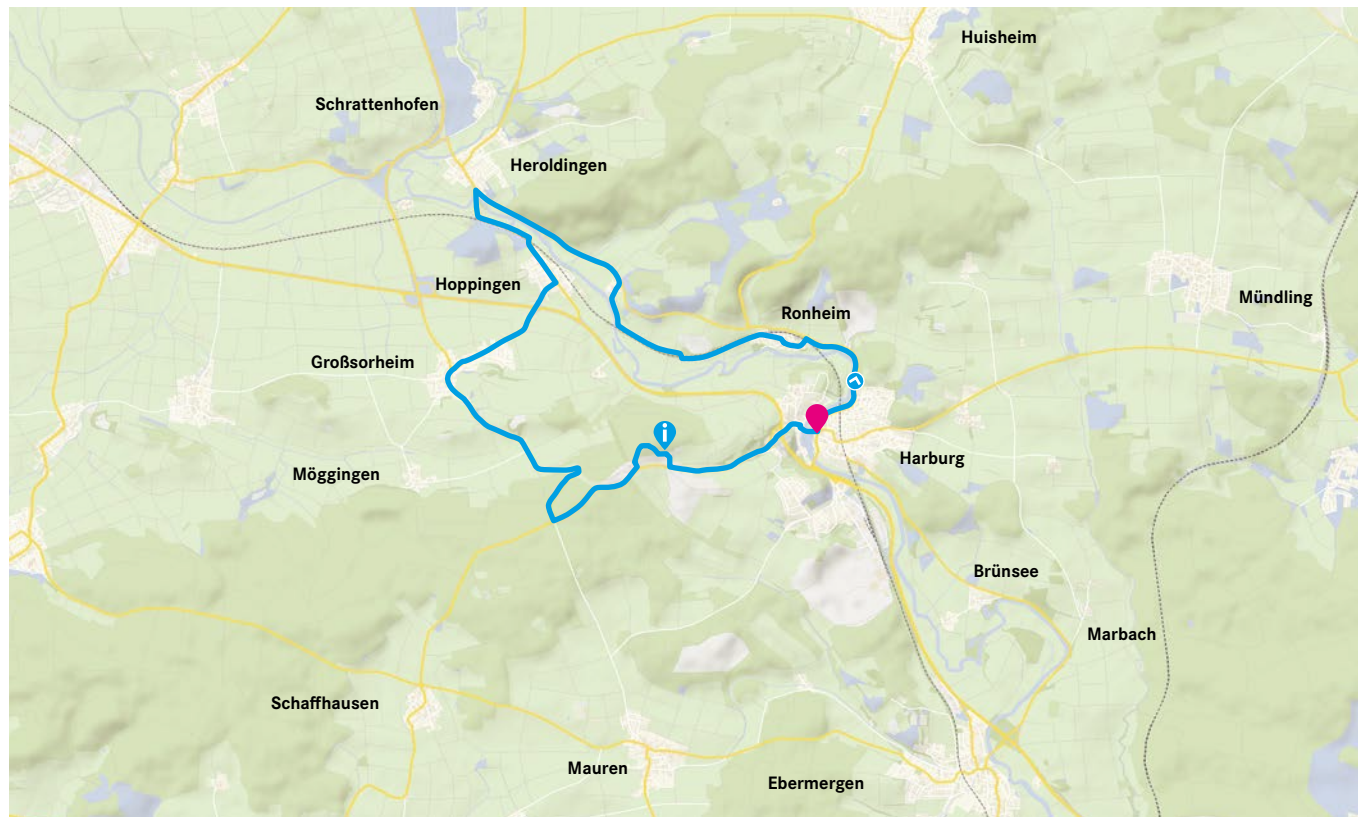 Huisheim
Schrattenhofen
Heroldingen
Hoppingen
Mündling
Ronheim
Großsorheim
i
Harburg
Möggingen
Brünsee
Marbach
Schaffhausen
Mauren
Ebermergen